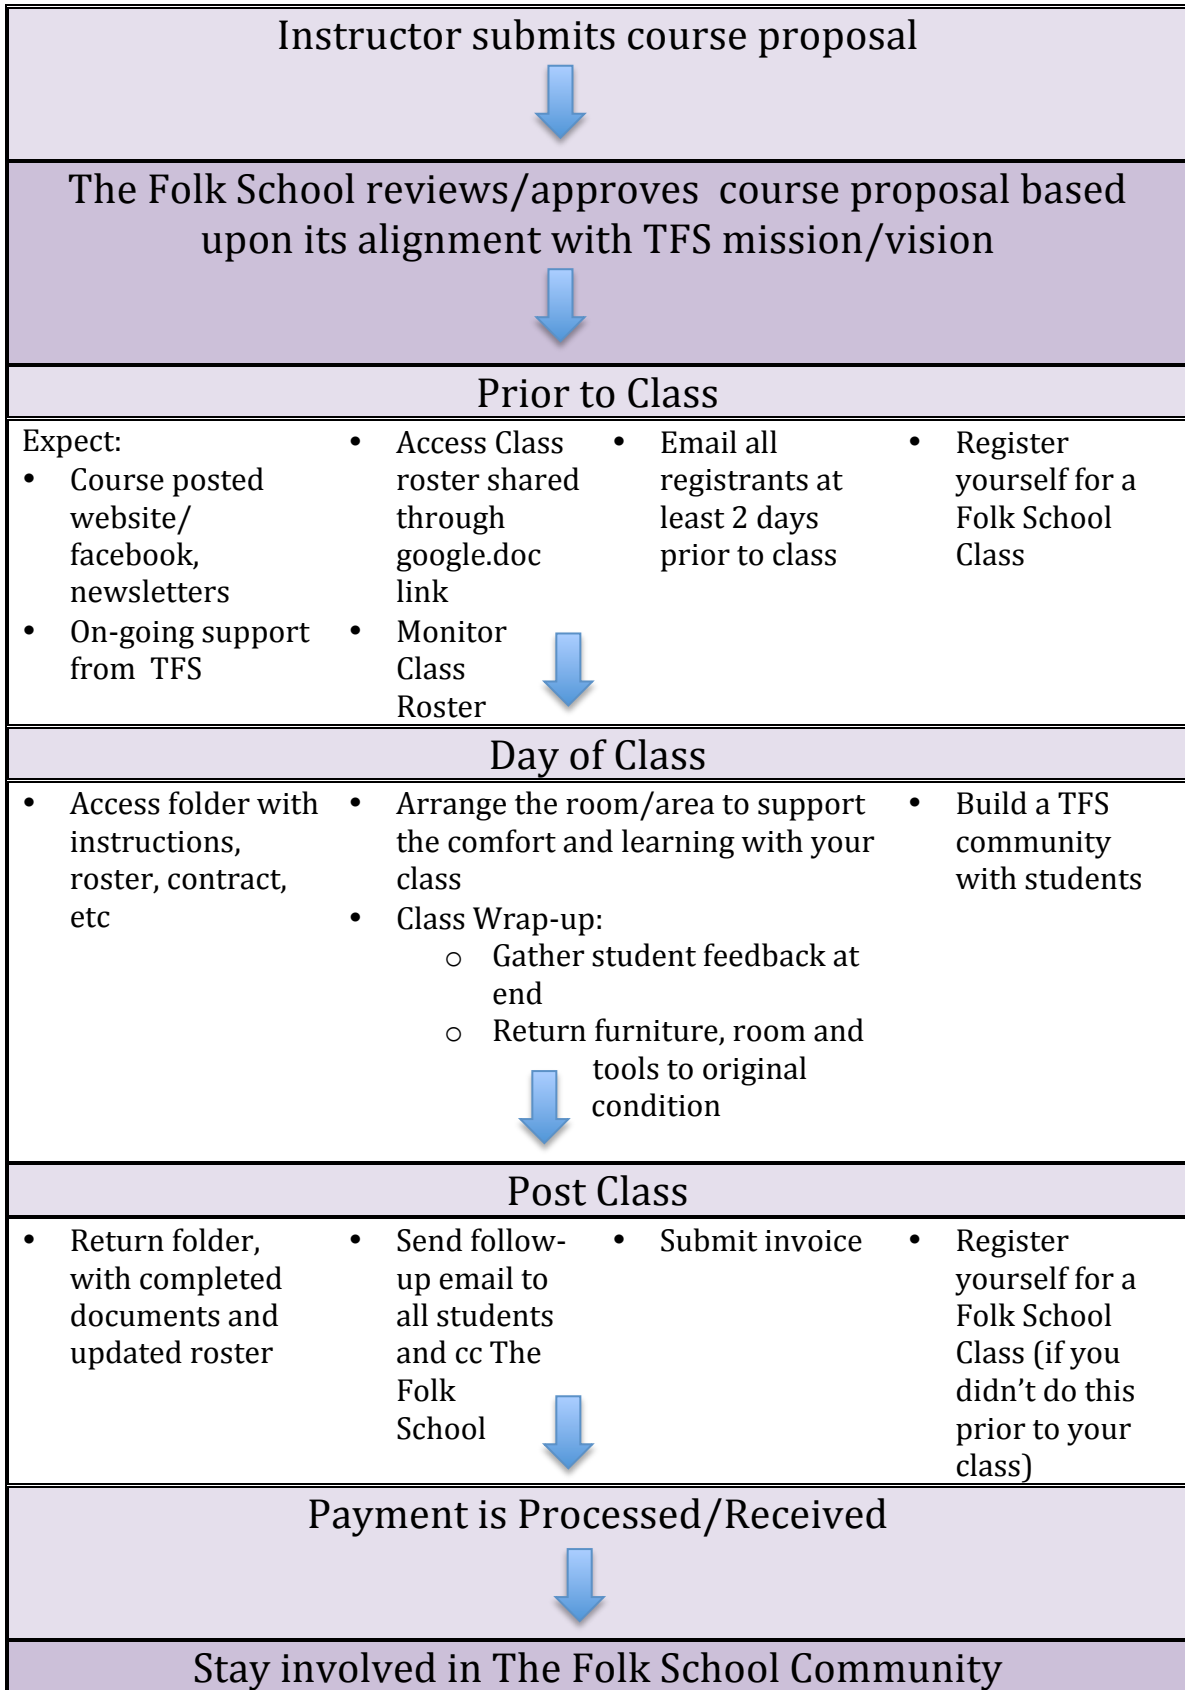 Instructor submits course proposal
The Folk School reviews/approves  course proposal based
upon its alignment with TFS mission/vision
Prior to Class
Expect:
• Course posted
website/
facebook,
newsletters
• On-going support
from  TFS
• Access Class
roster shared
through
google.doc
link
• Monitor
Class
Roster
• Email all
registrants at
least 2 days
prior to class
• Register
yourself for a
Folk School
Class
Day of Class
• Access folder with
instructions,
roster, contract,
etc
• Arrange the room/area to support
the comfort and learning with your
class
• Class Wrap-up:
o Gather student feedback at
end
o Return furniture, room and
tools to original
condition
• Build a TFS
community
with students
Post Class
• Return folder,
with completed
documents and
updated roster
• Send follow-
up email to
all students
and cc The
Folk
School
• Submit invoice
• Register
yourself for a
Folk School
Class (if you
didn’t do this
prior to your
class)
Payment is Processed/Received
Stay involved in The Folk School Community